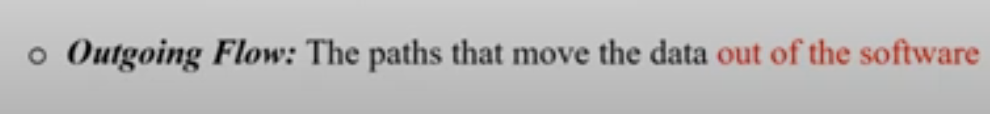 ○ Outgoing Flow: The paths that move the data out of the software